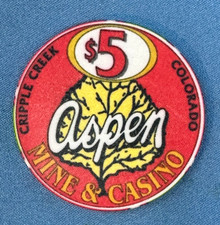 $5
CRIPPLE CREEK
COLORADO
aspen
MINE & CASINO